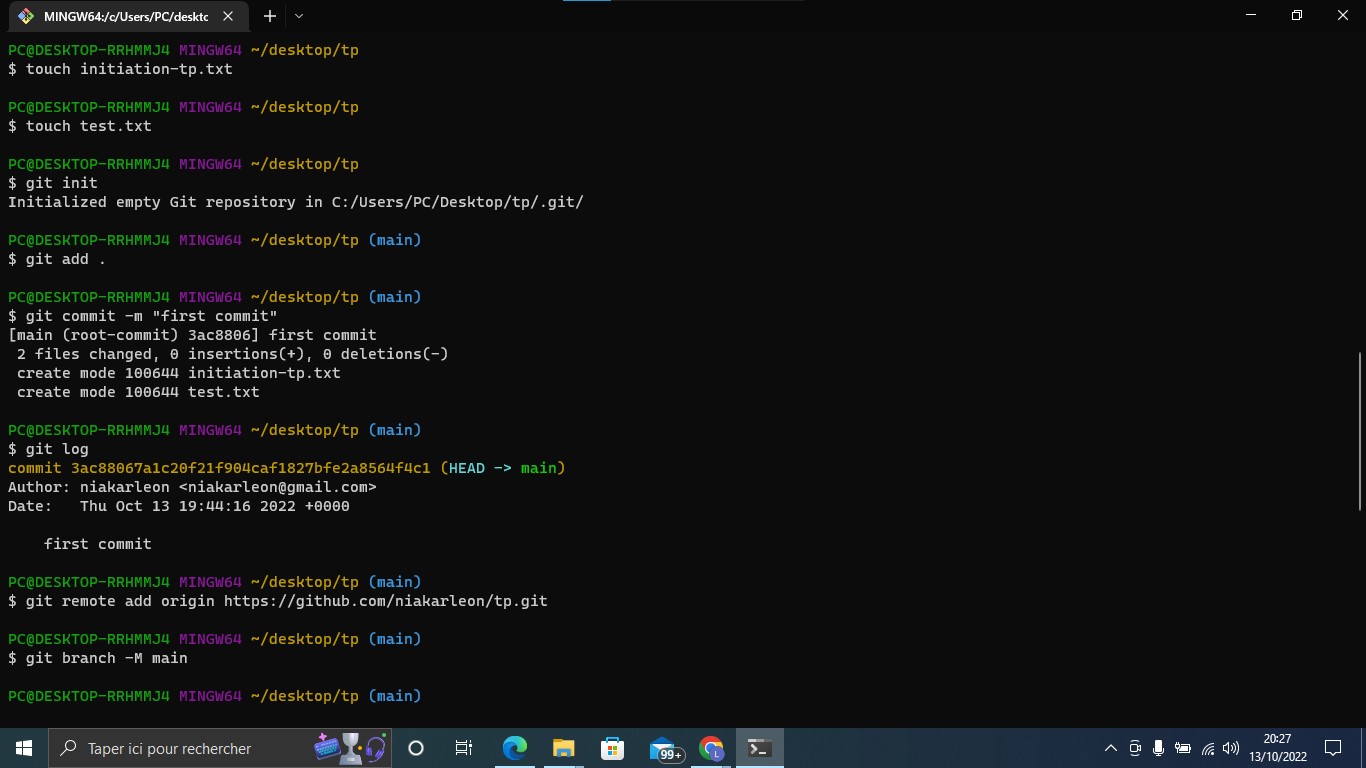 MINGW64:/c/Users/PC/deskto
PC@DESKTOP-RRHMMJ4 MINGW64 ~/desktop/tp
$ touch initiation-tp.txt
PC@DESKTOP-RRHMMJ4 MINGW64 ~/desktop/tp
$ touch test.txt
PC@DESKTOP-RRHMMJ4 MINGW64 ~/desktop/tp
$ git init
Initialized empty Git repository in C:/Users/PC/Desktop/tp/.git/
PC@DESKTOP-RRHMMJ4 MINGW64 ~/desktop/tp (main)
$ git add .
PC@DESKTOP-RRHMMJ4 MINGW64 ~/desktop/tp (main)
$ git commit -m "first commit"
[main (root-commit) 3ac8806] first commit
2 files changed, 0 insertions(+), 0 deletions(-)
create mode 100644 initiation-tp.txt
create mode 100644 test.txt
PC@DESKTOP-RRHMMJ4 MINGW64 ~/desktop/tp (main)
$ git log
commit 3ac88067a1c20f21f904caf1827bfe2a8564f4c1 (HEAD -> main)
Author: niakarleon <niakarleon@gmail.com>
Date:   Thu Oct 13 19:44:16 2022 +0000
first commit
PC@DESKTOP-RRHMMJ4 MINGW64 ~/desktop/tp (main)
$ git remote add origin https://github.com/niakarleon/tp.git
PC@DESKTOP-RRHMMJ4 MINGW64 ~/desktop/tp (main)
$ git branch -M main
PC@DESKTOP-RRHMMJ4 MINGW64 ~/desktop/tp (main)
Taper ici pour rechercher
99+
L
20:27
13/10/2022